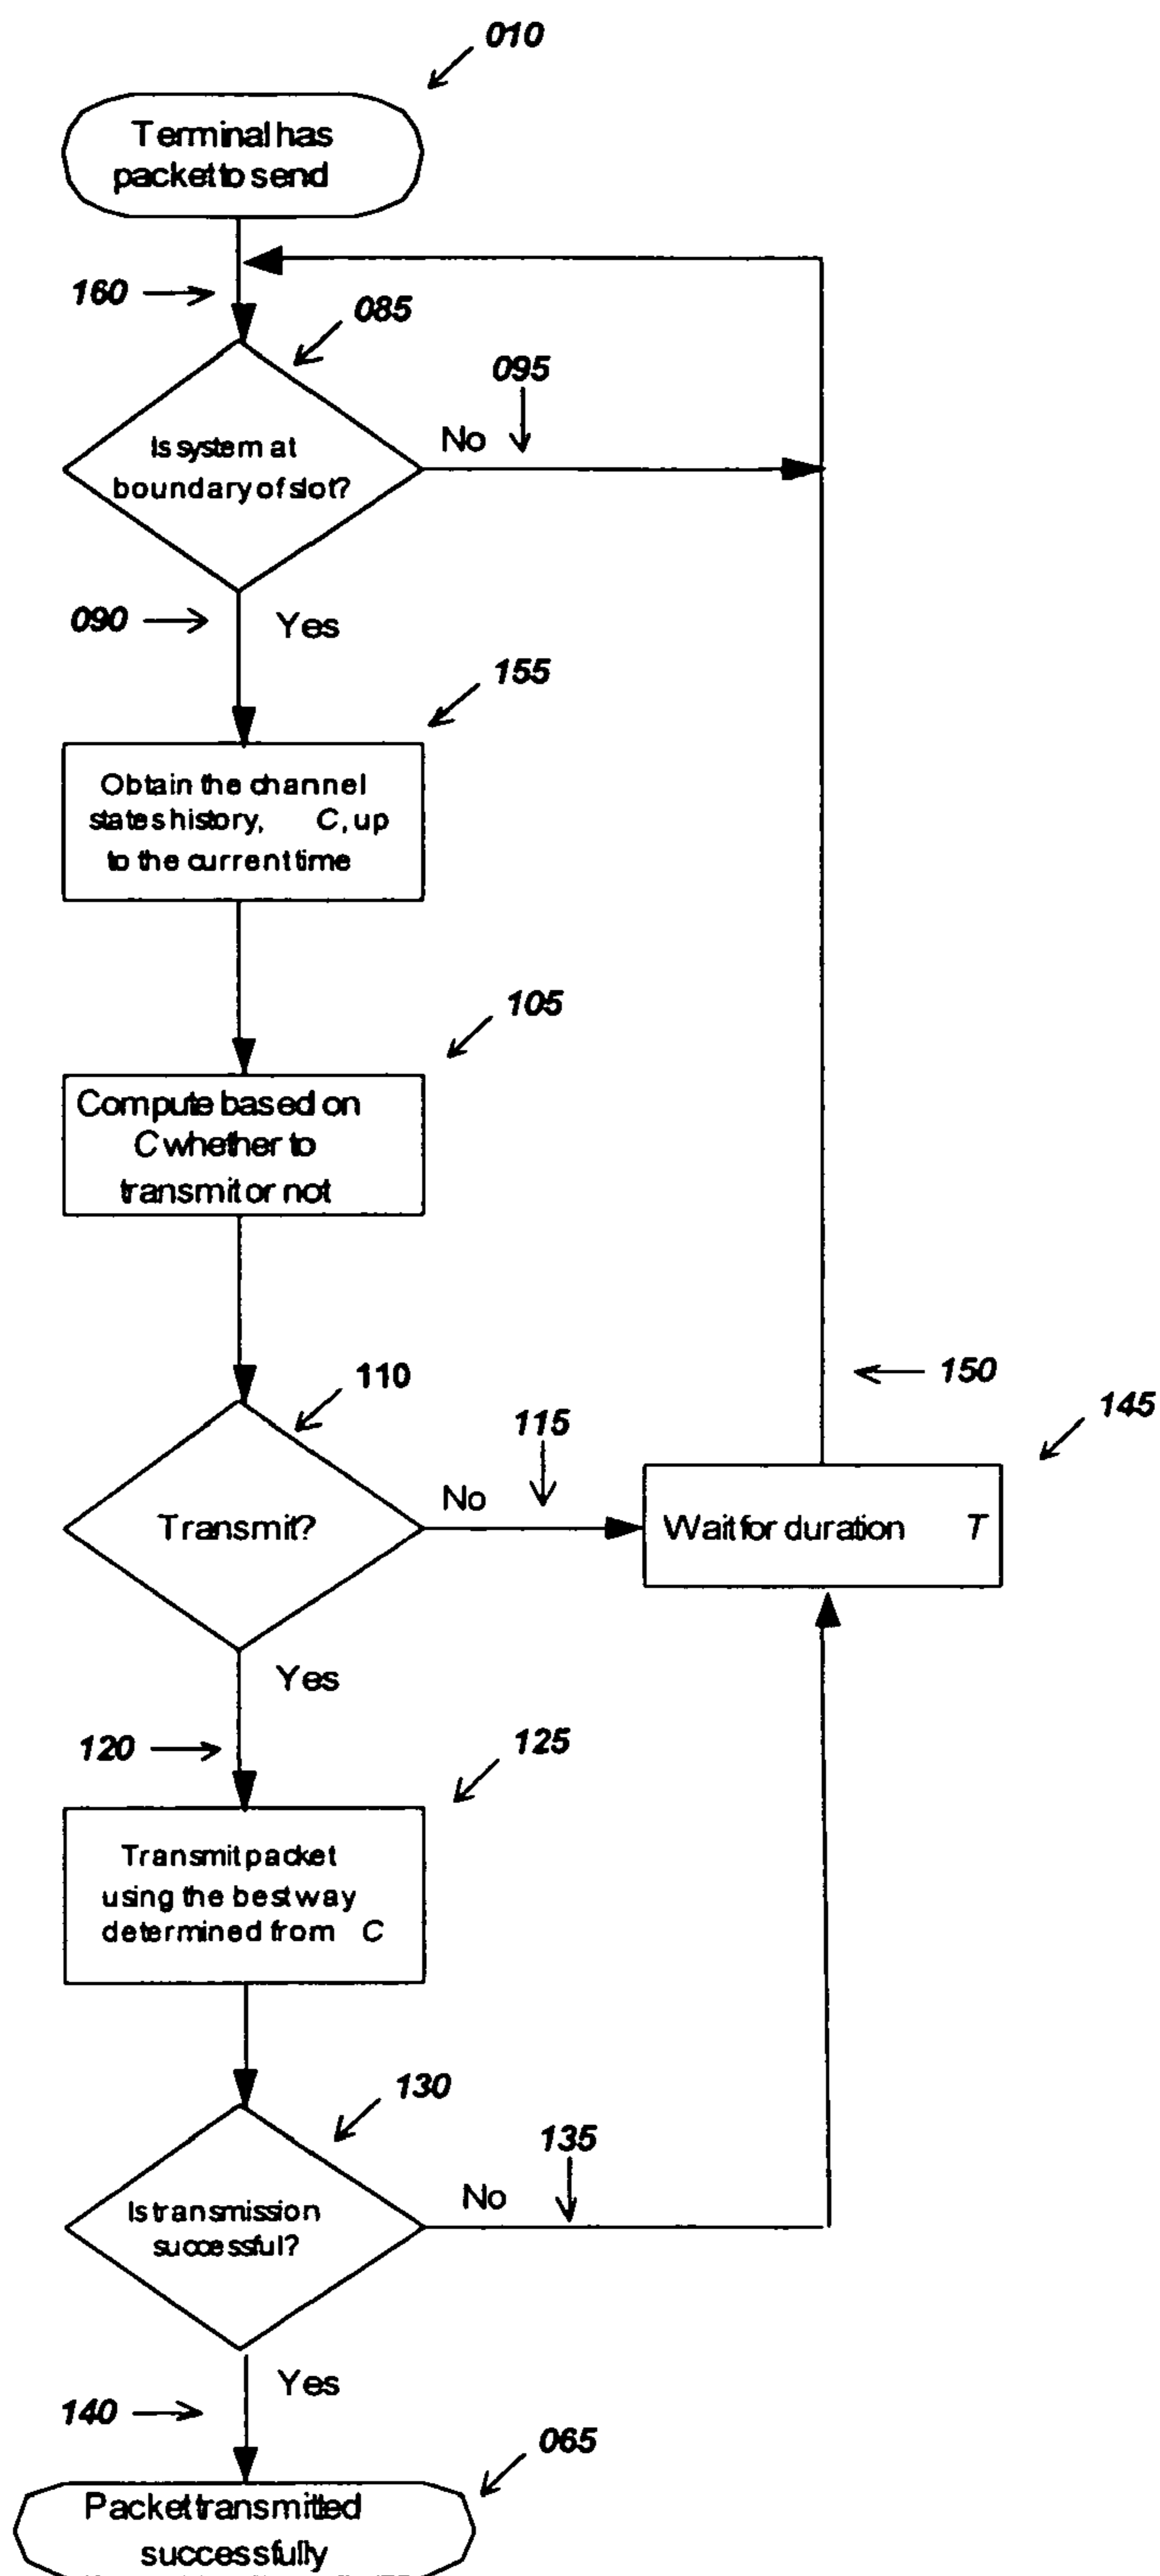 010
Terminal has
packet to send
160
085
095
Is system at
boundary of slot?
No
090
Yes
155
Obtain the channel
states history, C, up
to the current time
105
Compute based on
C whether to
transmit or not
150
110
145
115
Transmit?
No
Wait for duration T
Yes
120
125
Transmit packet
using the best way
determined from C
130
135
Is transmission
successful?
No
Yes
140
065
Packet transmitted
successfully